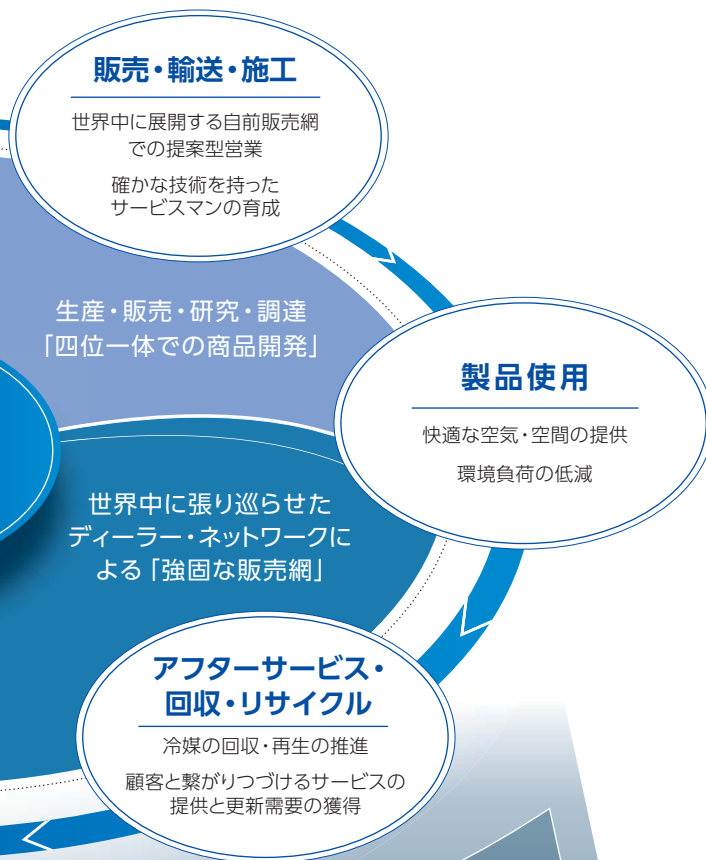 販売・輸送・施工
世界中に展開する自前販売網
での提案型営業
確かな技術を持った
サービスマンの育成
生産・販売・研究・調達
「四位一体での商品開発」
製品使用
快適な空気・空間の提供
環境負荷の低減
世界中に張り巡らせた
ディーラー・ネットワークに
よる「強固な販売網」
アフターサービス・
回収・リサイクル
冷媒の回収・再生の推進
顧客と繋がりつづけるサービスの
提供と更新需要の獲得